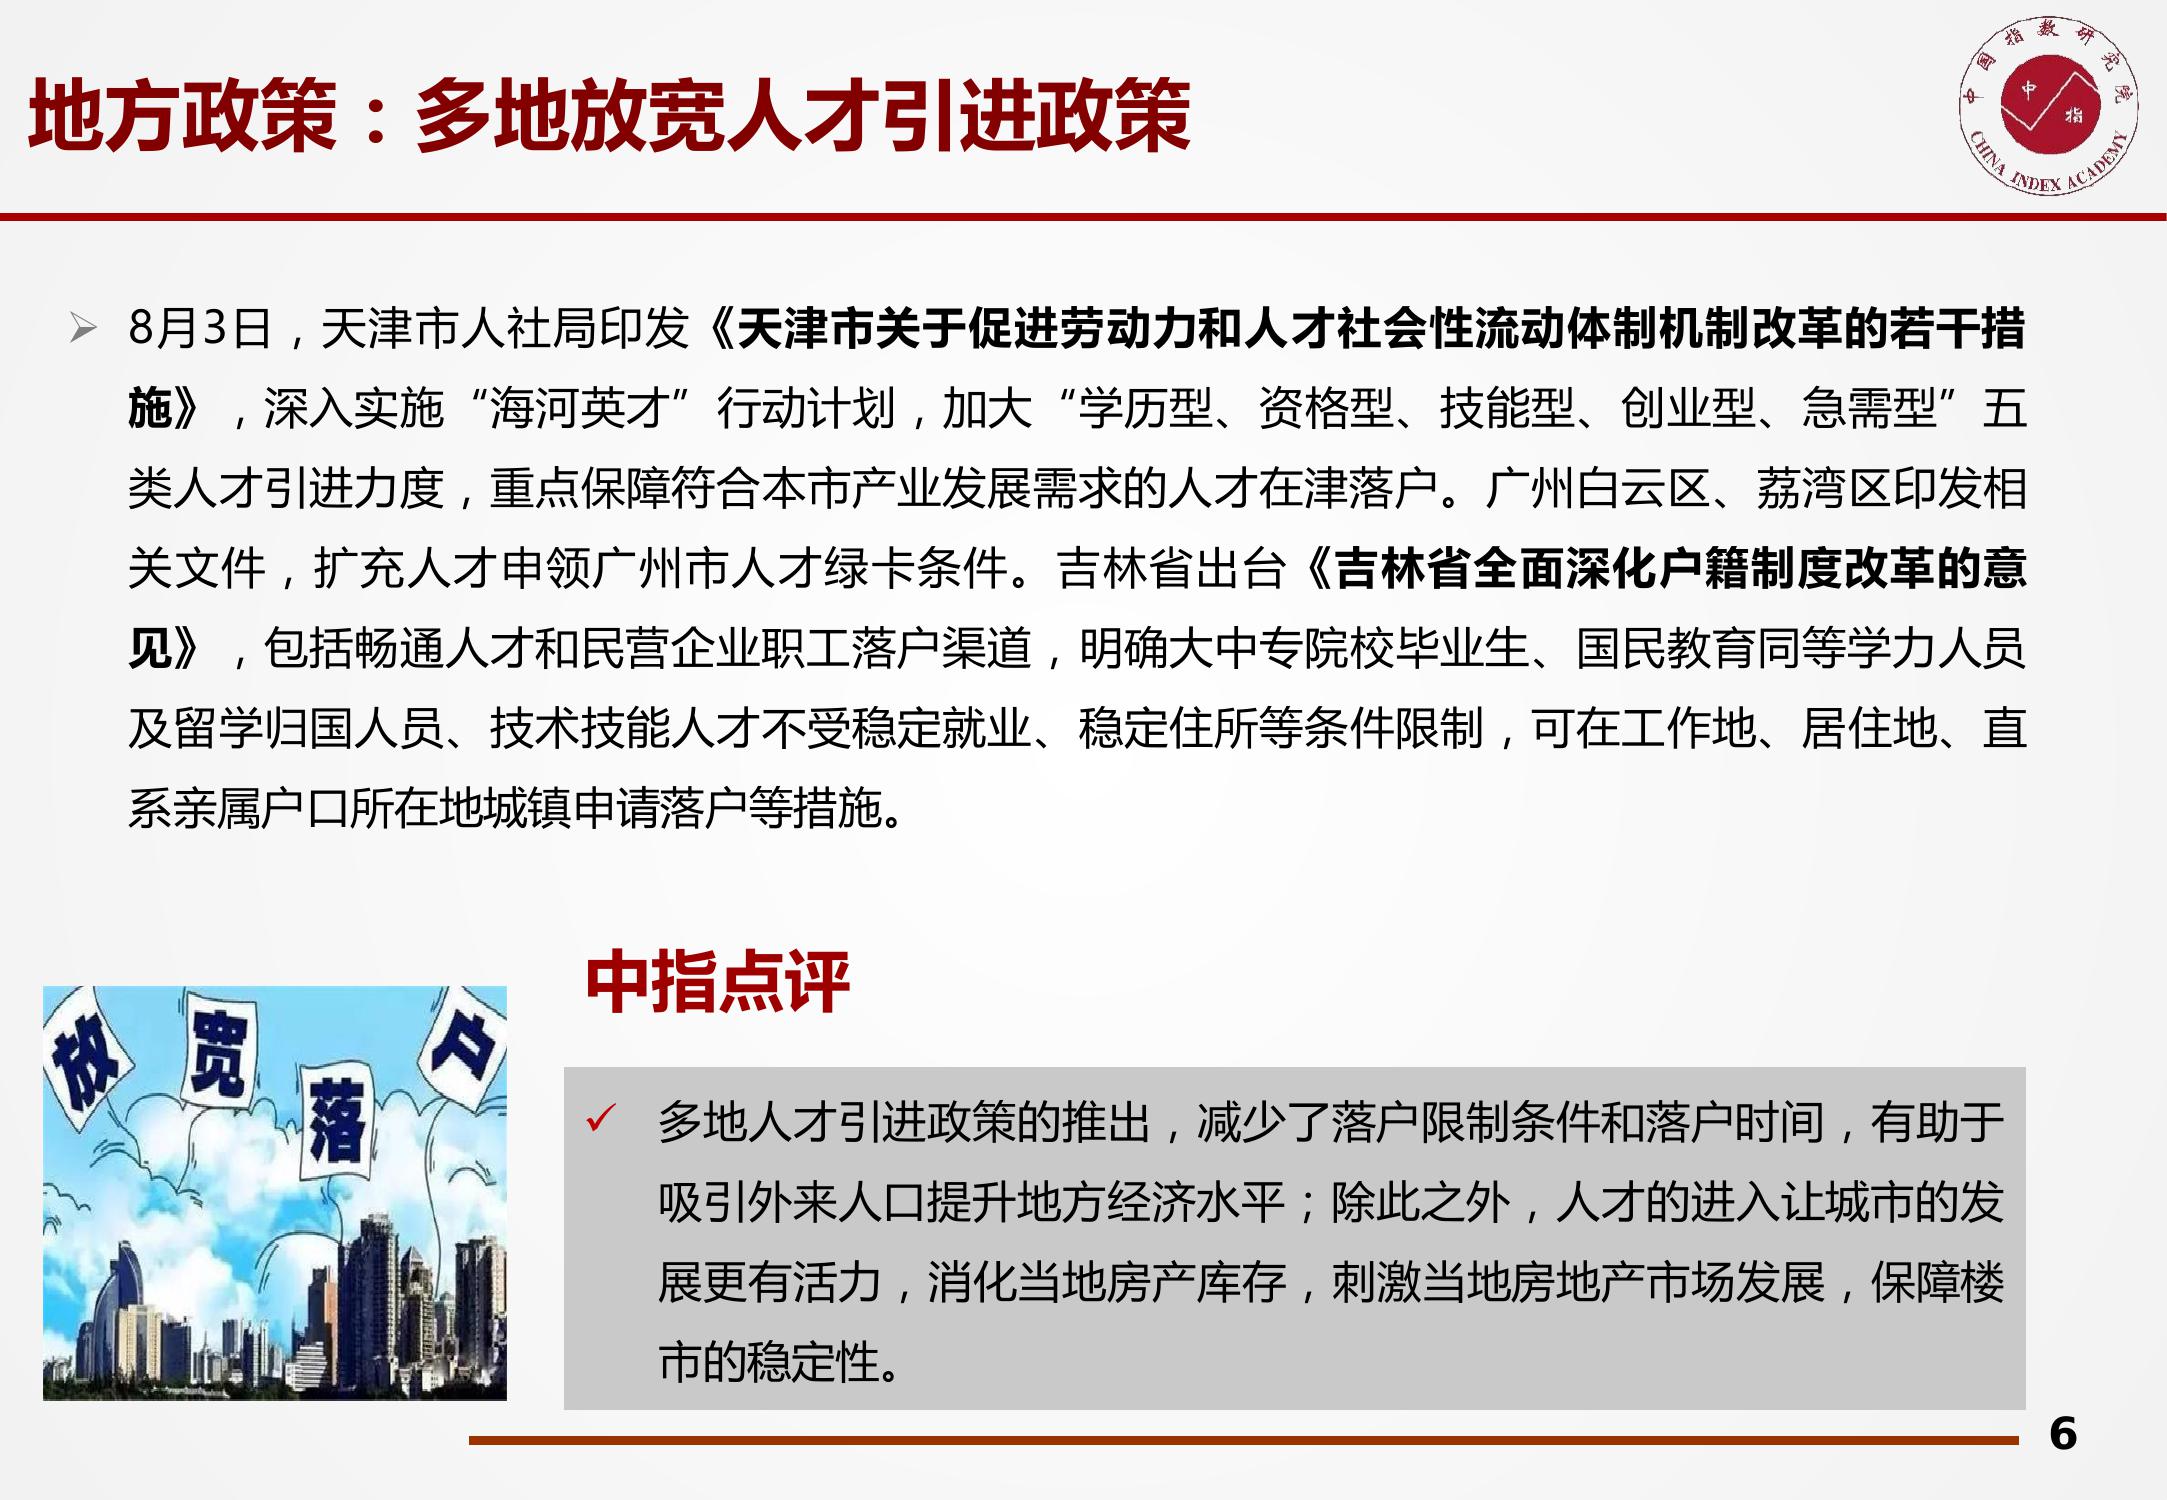 地方政策：多地放宽人才引进政策
中国指数研究院
中指
CHINA INDEX ACADEMY
8月3日，天津市人社局印发《天津市关于促进劳动力和人才社会性流动体制机制改革的若干措
施》，深入实施“海河英才”行动计划，加大“学历型、资格型、技能型、创业型、急需型”五
类人才引进力度，重点保障符合本市产业发展需求的人才在津落户。广州白云区、荔湾区印发相
关文件，扩充人才申领广州市人才绿卡条件。吉林省出台《吉林省全面深化户籍制度改革的意
见》，包括畅通人才和民营企业职工落户渠道，明确大中专院校毕业生、国民教育同等学力人员
及留学归国人员、技术技能人才不受稳定就业、稳定住所等条件限制，可在工作地、居住地、直
系亲属户口所在地城镇申请落户等措施。
中指点评
放宽落户
✓ 多地人才引进政策的推出，减少了落户限制条件和落户时间，有助于
吸引外来人口提升地方经济水平；除此之外，人才的进入让城市的发
展更有活力，消化当地房产库存，刺激当地房地产市场发展，保障楼
市的稳定性。
6